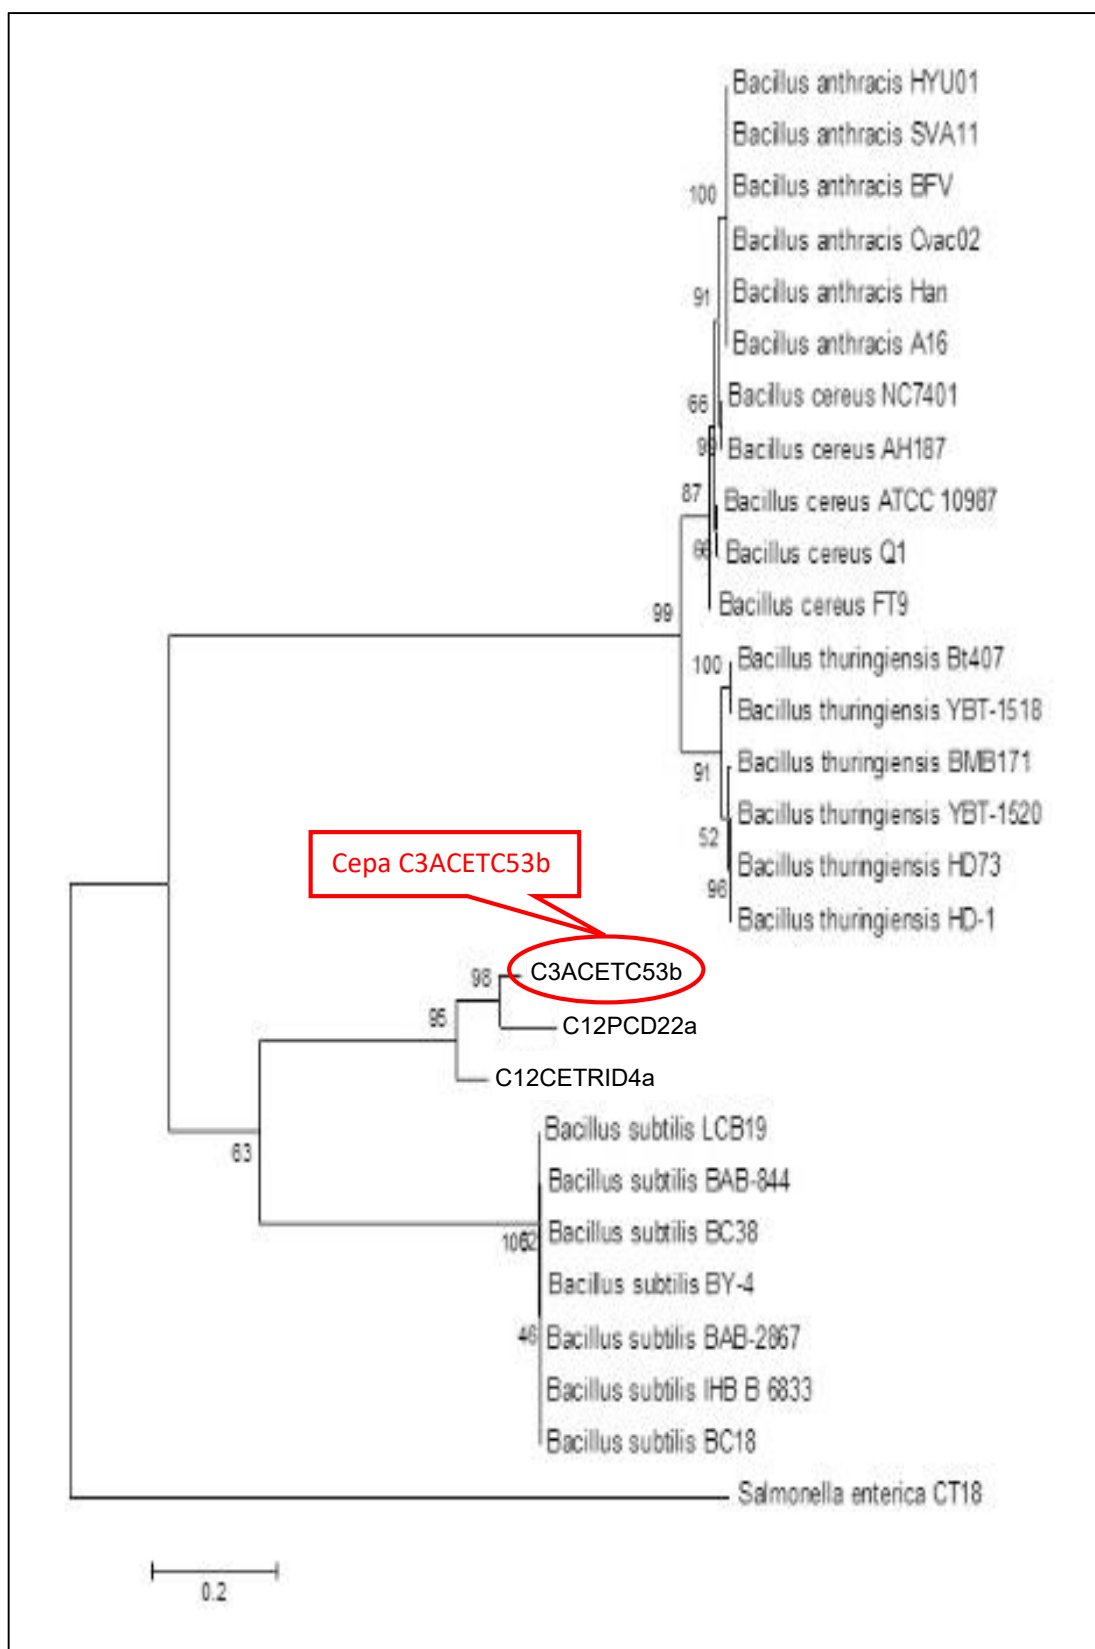 Bacillus anthracis HYU01
Bacillus anthracis SVA11
100
Bacillus anthracis BFV
Bacillus anthracis Cvac02
91
Bacillus anthracis Han
Bacillus anthracis A16
66
Bacillus cereus NC7401
Bacillus cereus AH187
87
Bacillus cereus ATCC 10987
66
Bacillus cereus Q1
99
Bacillus cereus FT9
100
Bacillus thuringiensis Bt407
Bacillus thuringiensis YBT-1518
91
Bacillus thuringiensis BMB171
Bacillus thuringiensis YBT-1520
52
Cepa C3ACETC53b
Bacillus thuringiensis HD73
96
Bacillus thuringiensis HD-1
98
C3ACETC53b
95
C12PCD22a
C12CETRID4a
Bacillus subtilis LCB19
63
Bacillus subtilis BAB-844
Bacillus subtilis BC38
Bacillus subtilis BY-4
46
Bacillus subtilis BAB-2867
Bacillus subtilis IHB B 6833
Bacillus subtilis BC18
Salmonella enterica CT18
0.2